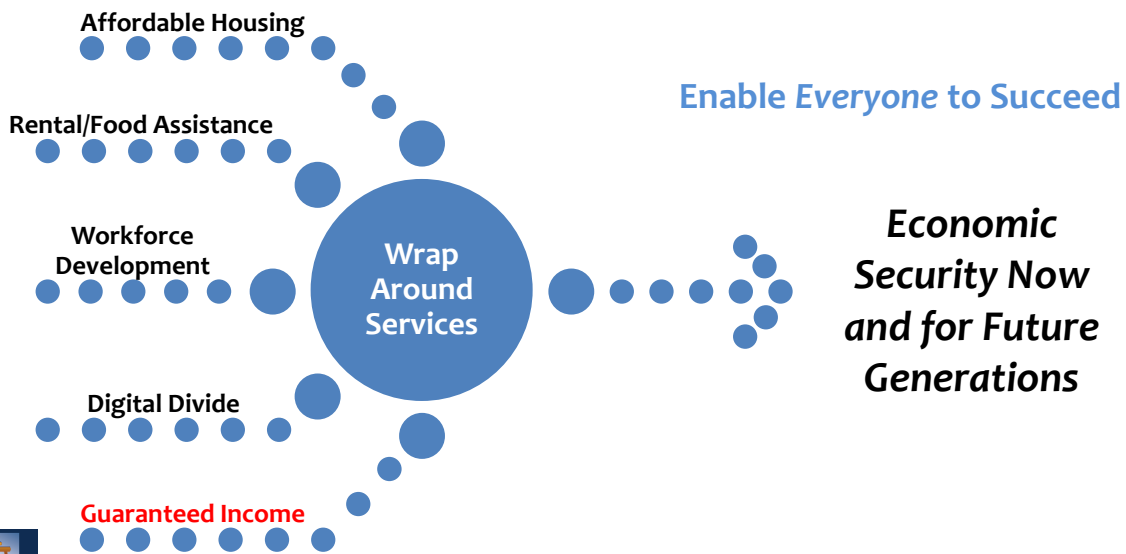 Affordable Housing
Enable Everyone to Succeed
Rental/Food Assistance
Workforce
Development
Wrap
Around
Services
Economic
Security Now
and for Future
Generations
Digital Divide
Guaranteed Income